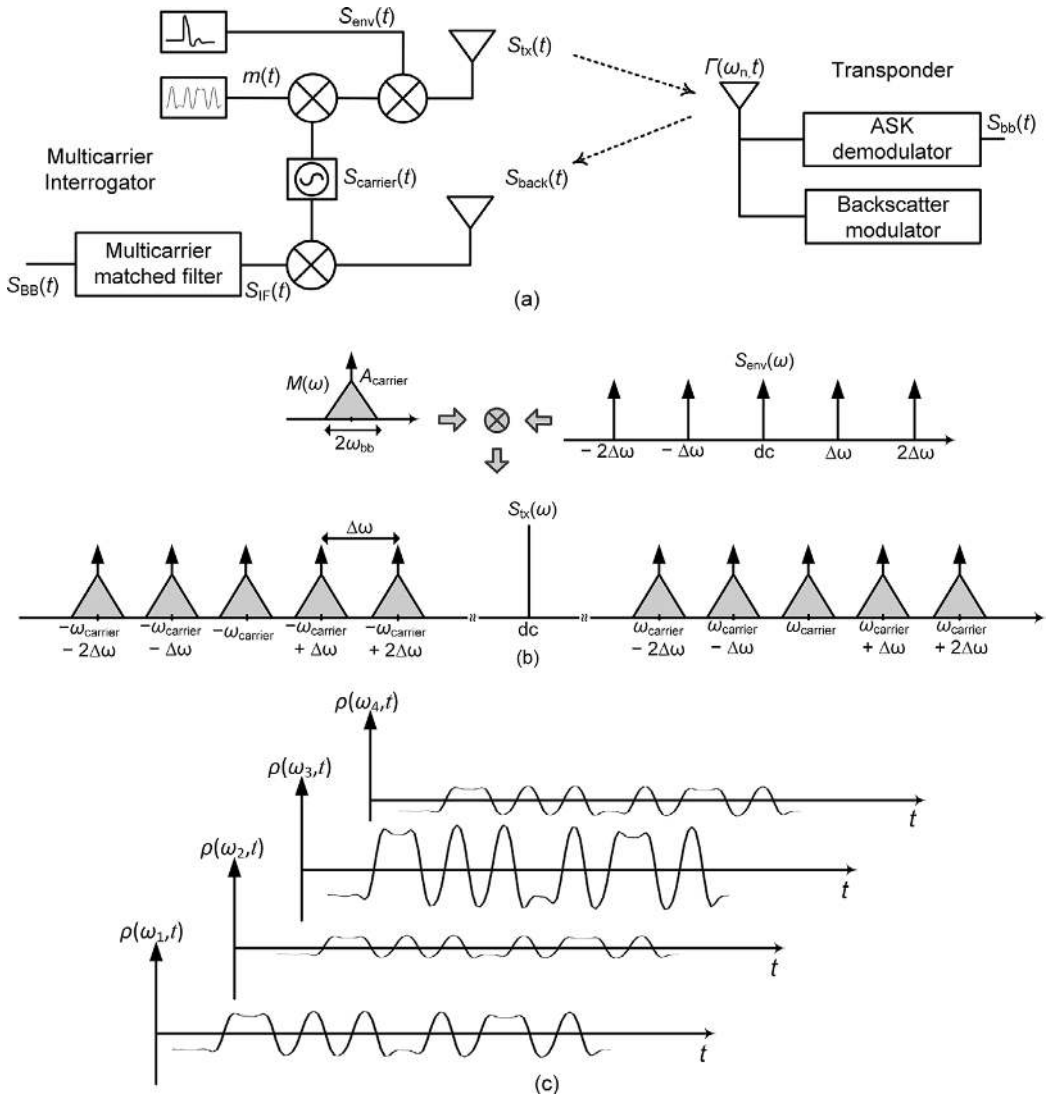 S_env(t)
S_tx(t)
m(t)
Γ(ω_n,t)
Transponder
ASK
demodulator
S_bb(t)
Multicarrier
Interrogator
S_carrier(t)
S_back(t)
Backscatter
modulator
Multicarrier
matched filter
S_BB(t)
S_IF(t)
(a)
S_env(ω)
M(ω)
A_carrier
2ω_bb
− 2Δω
− Δω
dc
Δω
2Δω
S_tx(ω)
Δω
−ω_carrier − 2Δω
−ω_carrier − Δω
−ω_carrier
−ω_carrier + Δω
−ω_carrier + 2Δω
dc
ω_carrier − 2Δω
ω_carrier − Δω
ω_carrier
ω_carrier + Δω
ω_carrier + 2Δω
(b)
ρ(ω_4,t)
t
ρ(ω_3,t)
t
ρ(ω_2,t)
t
ρ(ω_1,t)
t
(c)